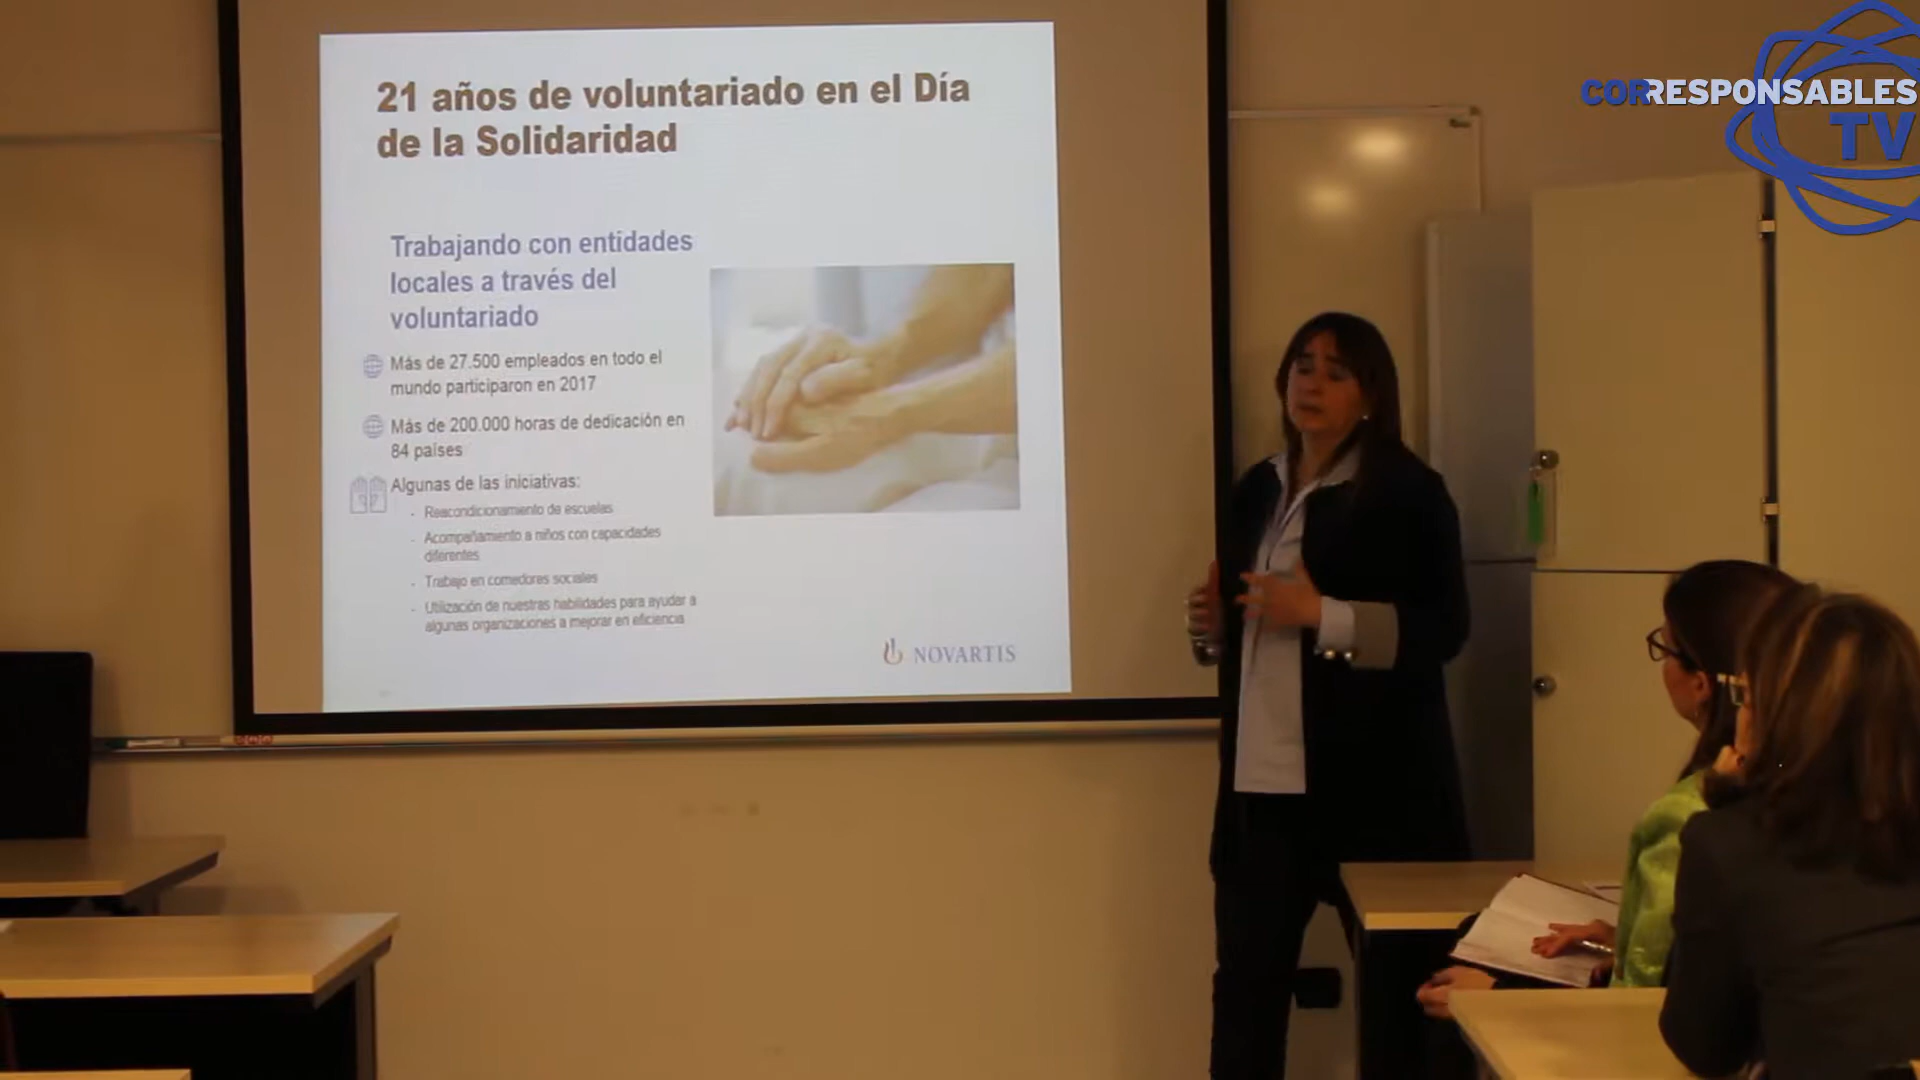 21 años de voluntariado en el Día
de la Solidaridad
Trabajando con entidades
locales a través del
voluntariado
Más de 27.500 empleados en todo el
mundo participaron en 2017
Más de 200.000 horas de dedicación en
84 países
Algunas de las iniciativas:
- Reacondicionamiento de escuelas
- Acompañamiento a niños con capacidades
diferentes
- Trabajo en comedores sociales
- Utilización de nuestras habilidades para ayudar a
algunas organizaciones a mejorar en eficiencia
NOVARTIS
CORRESPONSABLES
TV